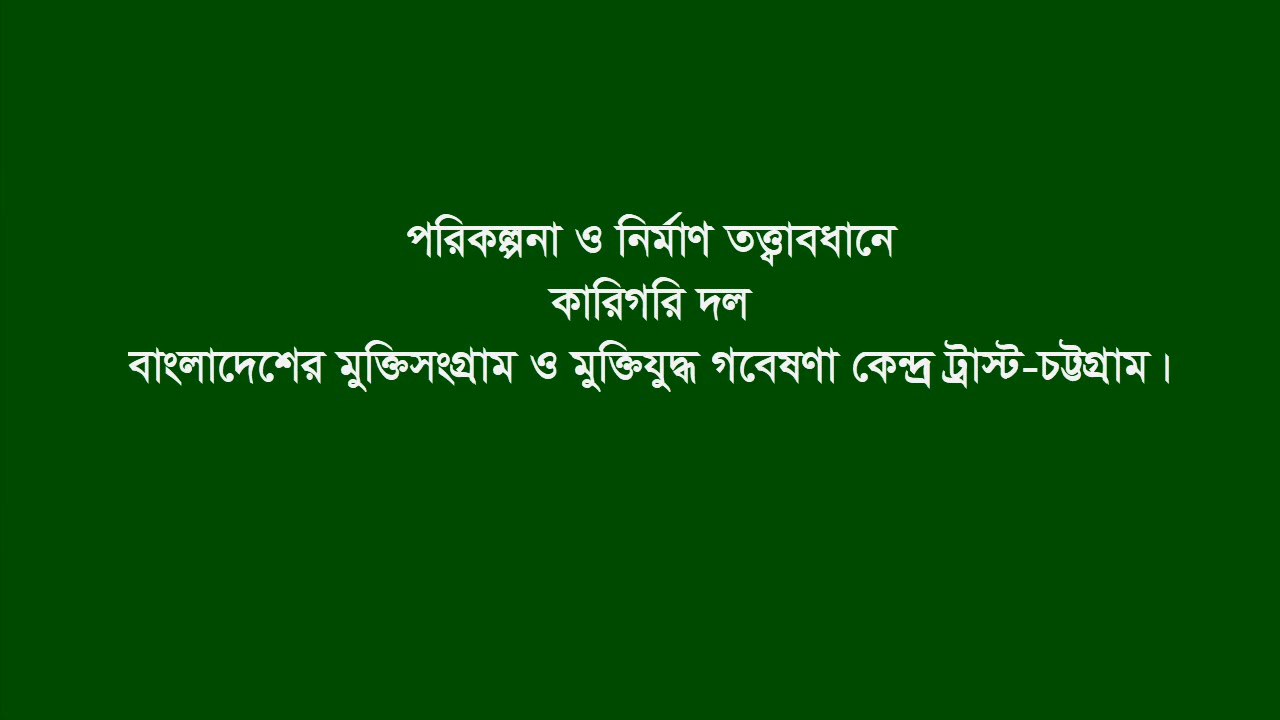 পরিকল্পনা ও নির্মাণ তত্ত্বাবধানে
কারিগরি দল
বাংলাদেশের মুক্তিসংগ্রাম ও মুক্তিযুদ্ধ গবেষণা কেন্দ্র ট্রাস্ট-চট্টগ্রাম।